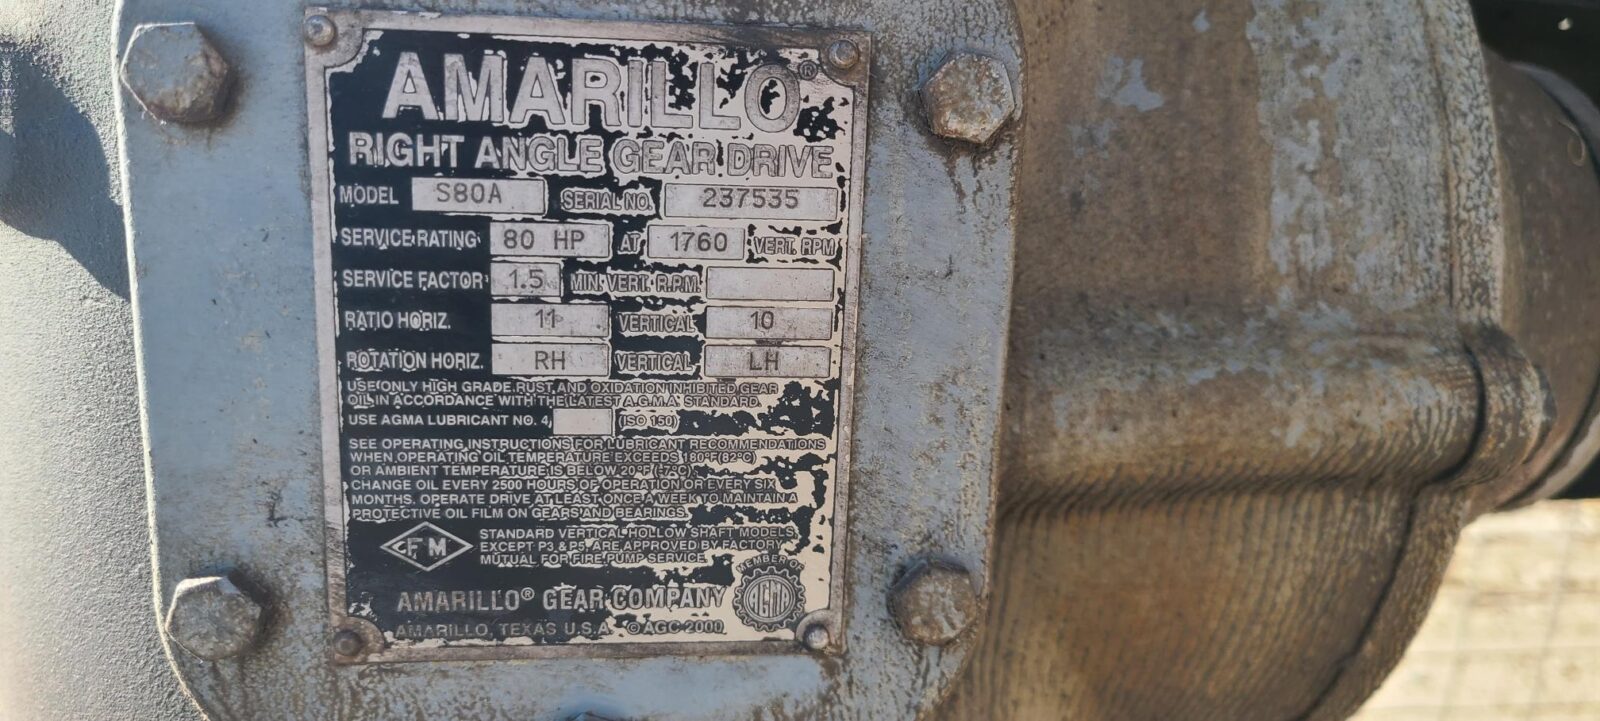 AMARILLO®
RIGHT ANGLE GEAR DRIVE
MODEL S80A SERIAL NO. 237535
SERVICE RATING 80 HP AT 1760 VERT. RPM
SERVICE FACTOR 1.5 MIN. VERT. R.P.M.
RATIO HORIZ. 11 VERTICAL 10
ROTATION HORIZ. RH VERTICAL LH
USE ONLY HIGH GRADE RUST AND OXIDATION INHIBITED GEAR
OIL IN ACCORDANCE WITH THE LATEST A.G.M.A. STANDARD.
USE AGMA LUBRICANT NO. 4 (ISO 150)
SEE OPERATING INSTRUCTIONS FOR LUBRICANT RECOMMENDATIONS
WHEN OPERATING OIL TEMPERATURE EXCEEDS 180°F (82°C)
OR AMBIENT TEMPERATURE IS BELOW 20°F (-7°C)
CHANGE OIL EVERY 2500 HOURS OF OPERATION OR EVERY SIX
MONTHS. OPERATE DRIVE AT LEAST ONCE A WEEK TO MAINTAIN A
PROTECTIVE OIL FILM ON GEARS AND BEARINGS.
FM
STANDARD VERTICAL HOLLOW SHAFT MODELS,
EXCEPT P3 & P5, ARE APPROVED BY FACTORY
MUTUAL FOR FIRE PUMP SERVICE
MEMBER OF
AGMA
AMARILLO® GEAR COMPANY
AMARILLO, TEXAS U.S.A. © AGC 2000